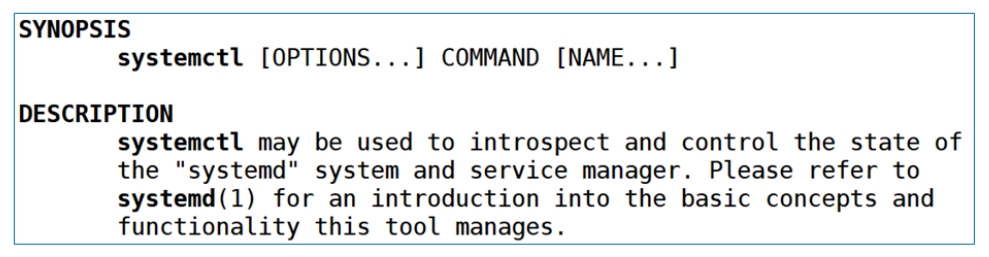 SYNOPSIS
systemctl [OPTIONS...] COMMAND [NAME...]
DESCRIPTION
systemctl may be used to introspect and control the state of
the "systemd" system and service manager. Please refer to
systemd(1) for an introduction into the basic concepts and
functionality this tool manages.